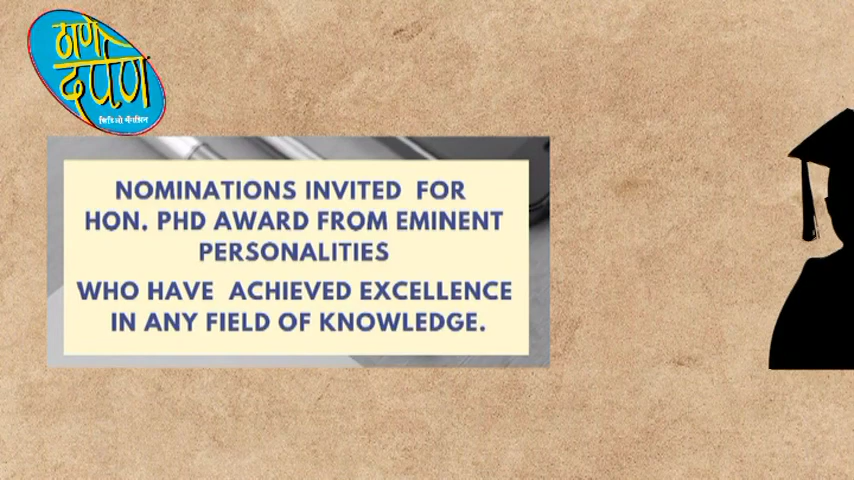 ठाणे
दर्पण
व्हिडिओ मॅगझिन
NOMINATIONS INVITED FOR
HON. PHD AWARD FROM EMINENT
PERSONALITIES
WHO HAVE ACHIEVED EXCELLENCE
IN ANY FIELD OF KNOWLEDGE.